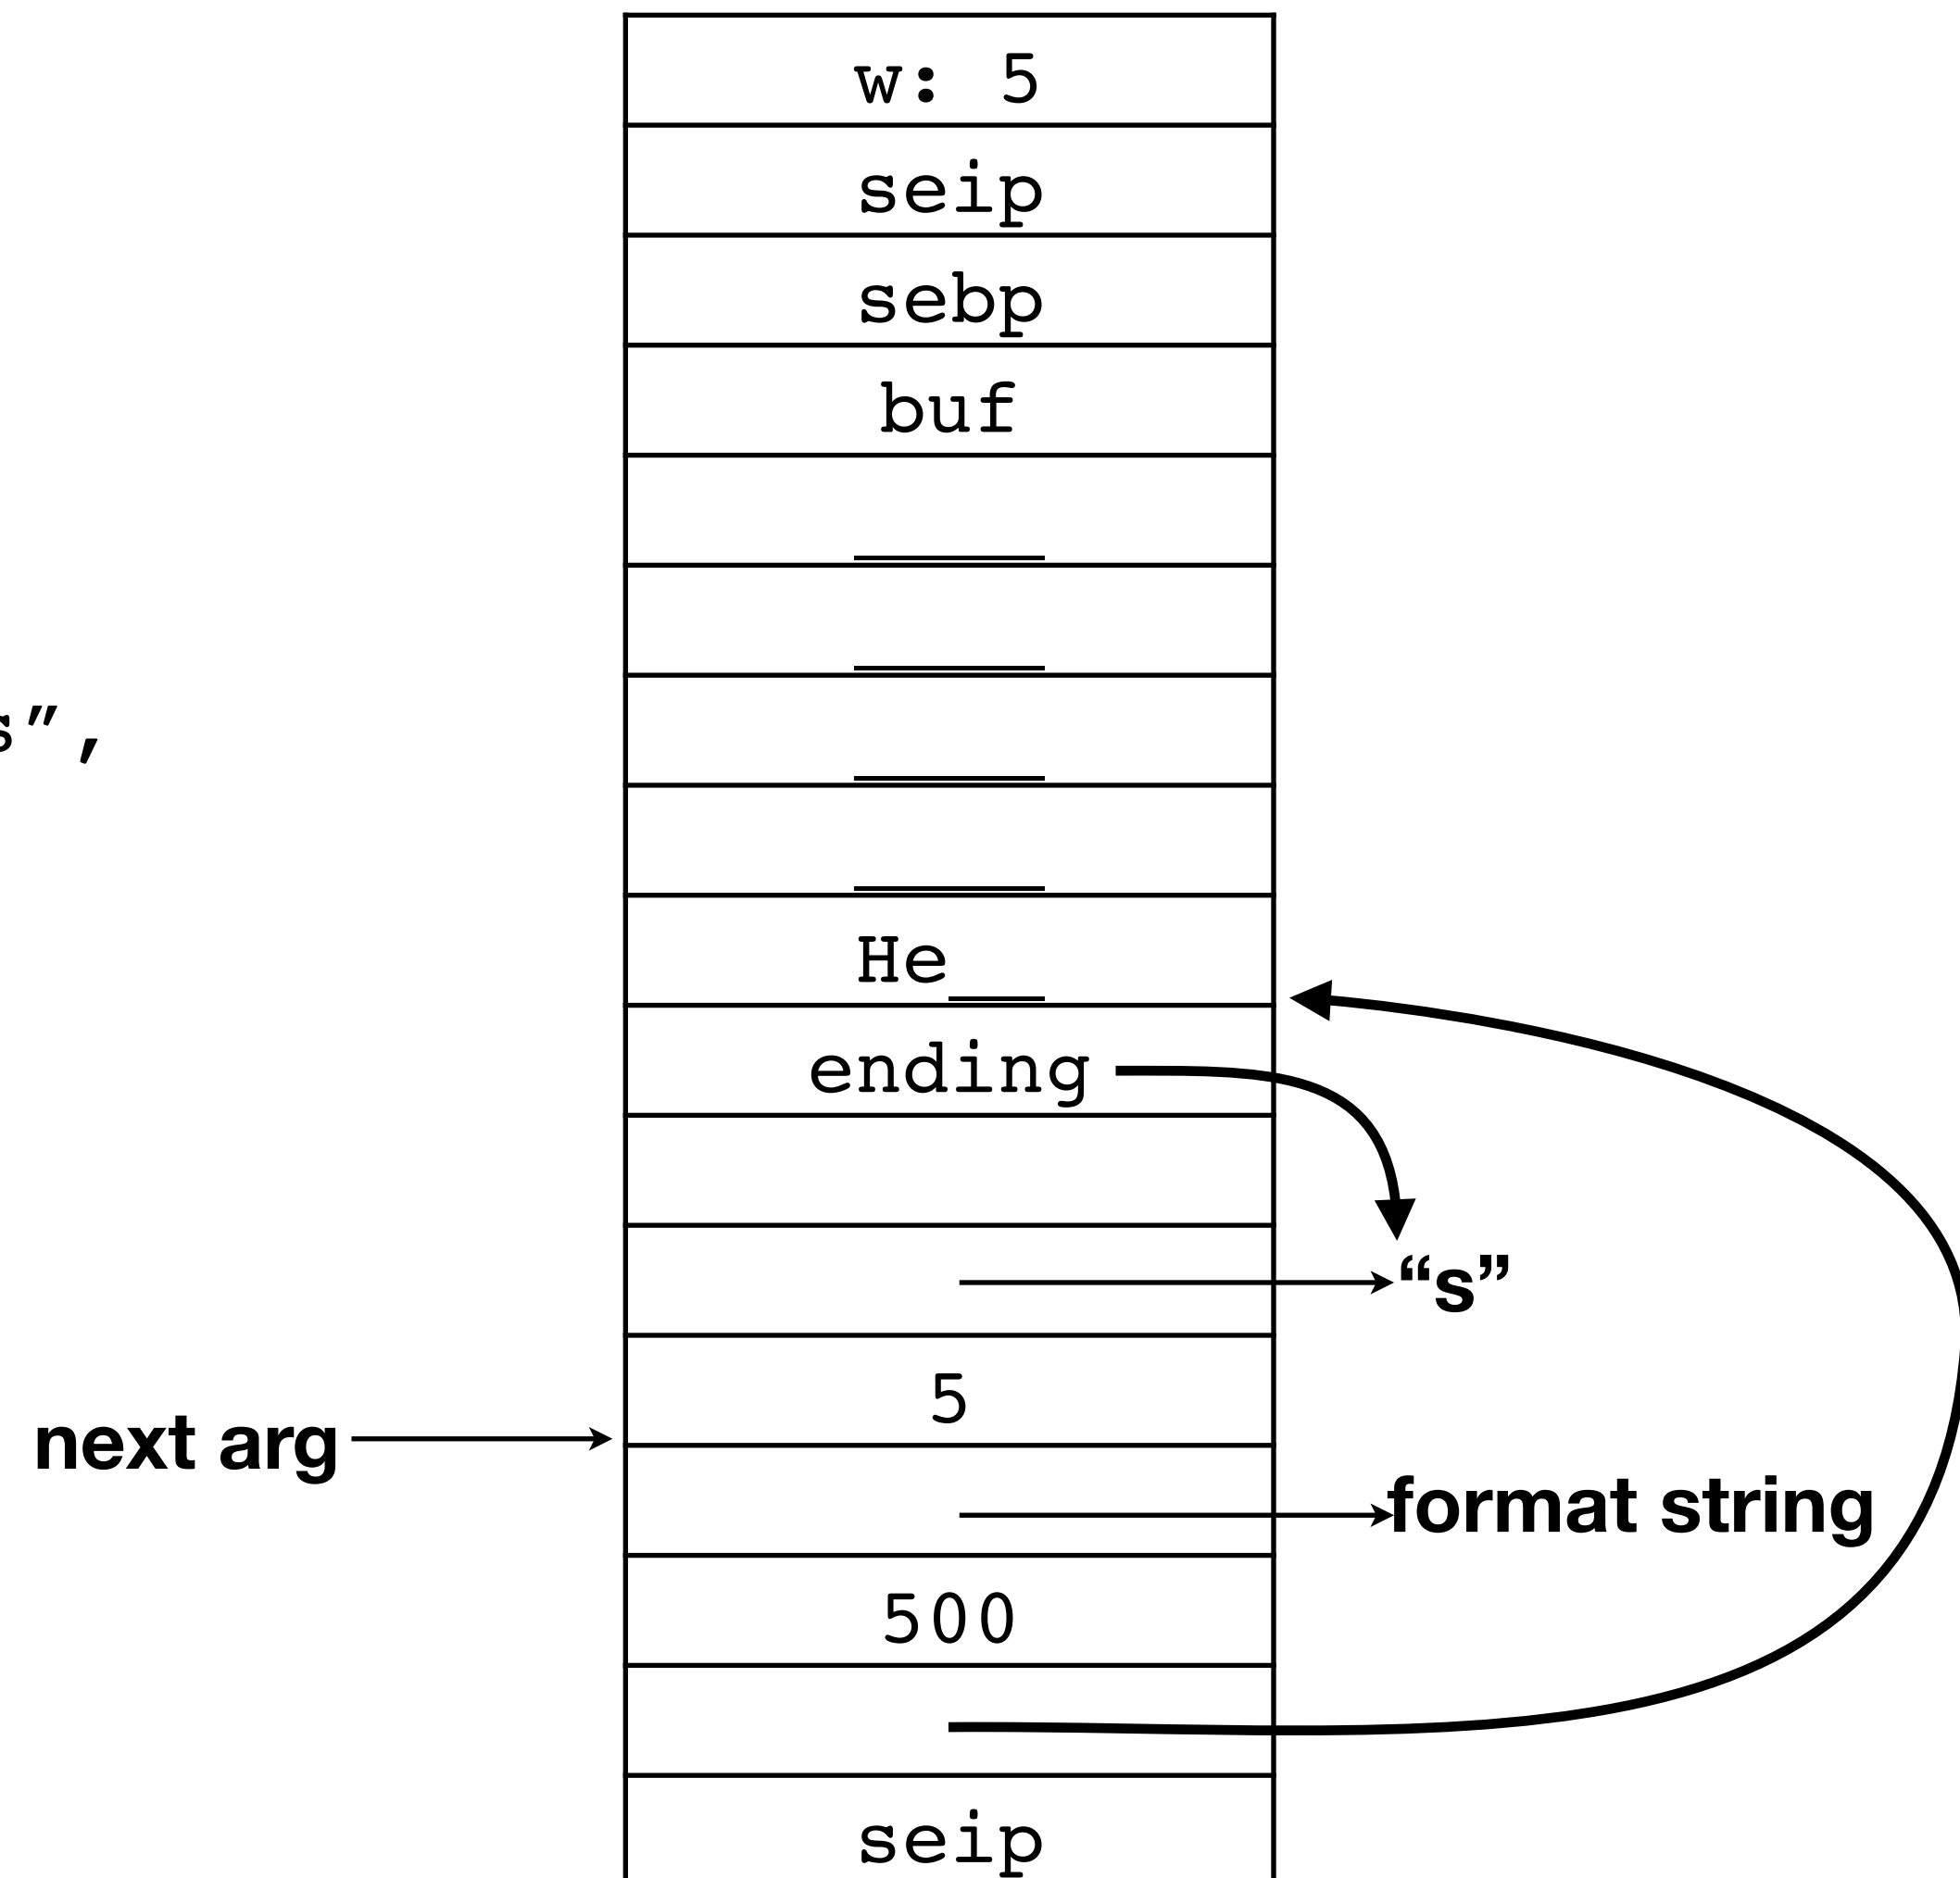 w: 5
seip
sebp
buf
____
____
s”,
____
____
He__
ending
“s”
5
next arg
format string
500
seip